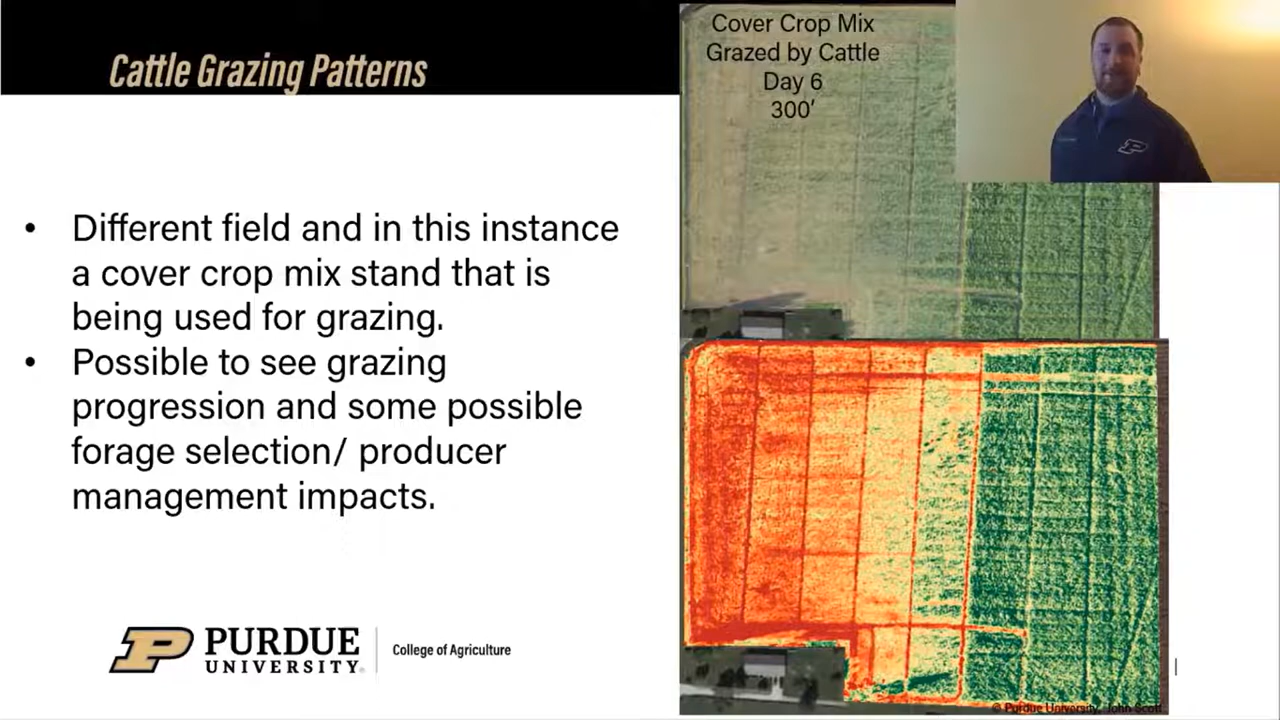 Cattle Grazing Patterns
• Different field and in this instance
a cover crop mix stand that is
being used for grazing.
• Possible to see grazing
progression and some possible
forage selection/ producer
management impacts.
PURDUE
UNIVERSITY®
College of Agriculture
Cover Crop Mix
Grazed by Cattle
Day 6
300′
© Purdue University, John Scott